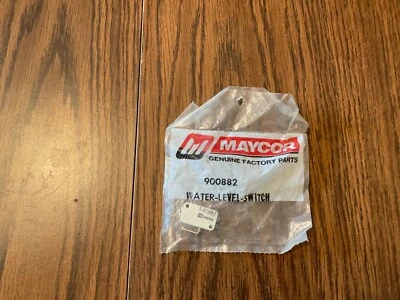 MAYCOR
GENUINE FACTORY PARTS
900882
WATER-LEVEL-SWITCH